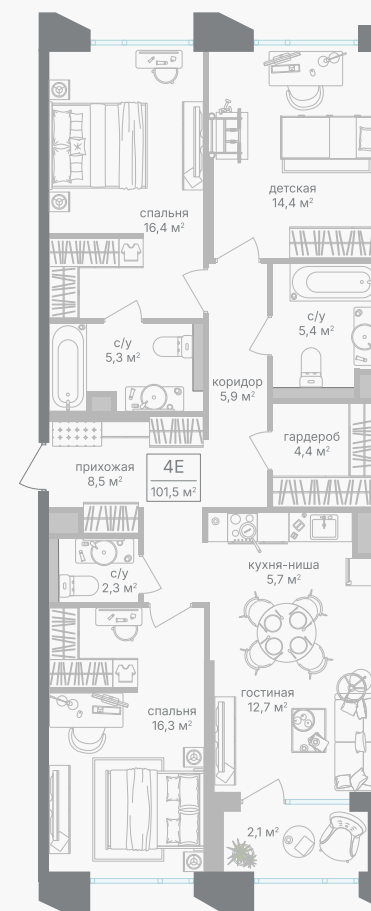 спальня
16,4 м²
детская
14,4 м²
с/у
5,3 м²
с/у
5,4 м²
коридор
5,9 м²
гардероб
4,4 м²
прихожая
8,5 м²
4Е
101,5 м²
с/у
2,3 м²
кухня-ниша
5,7 м²
спальня
16,3 м²
гостиная
12,7 м²
2,1 м²